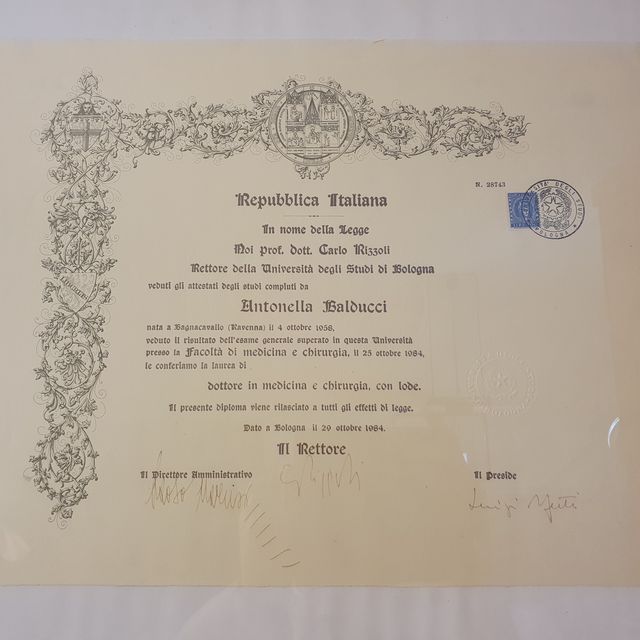 N. 28743
Repubblica Italiana
In nome della Legge
Noi prof. dott. Carlo Rizzoli
Rettore della Università degli Studi di Bologna
veduti gli attestati degli studi compiuti da
Antonella Balducci
nata a Bagnacavallo (Ravenna) il 4 ottobre 1958,
veduto il risultato dell'esame generale superato in questa Università
presso la Facoltà di medicina e chirurgia, il 25 ottobre 1984,
le conferiamo la laurea di
dottore in medicina e chirurgia, con lode.
Il presente diploma viene rilasciato a tutti gli effetti di legge.
Dato a Bologna il 29 ottobre 1984.
Il Rettore
Il Direttore Amministrativo
Il Preside
Luigi